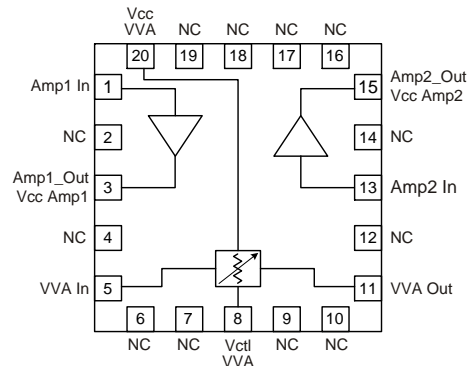 Vcc
VVA
NC
NC
NC
NC
20
19
18
17
16
Amp1 In
1
NC
2
Amp1_Out
Vcc Amp1
3
NC
4
VVA In
5
15
Amp2_Out
Vcc Amp2
14
NC
13
Amp2 In
12
NC
11
VVA Out
6
7
8
9
10
NC
NC
Vctl
VVA
NC
NC